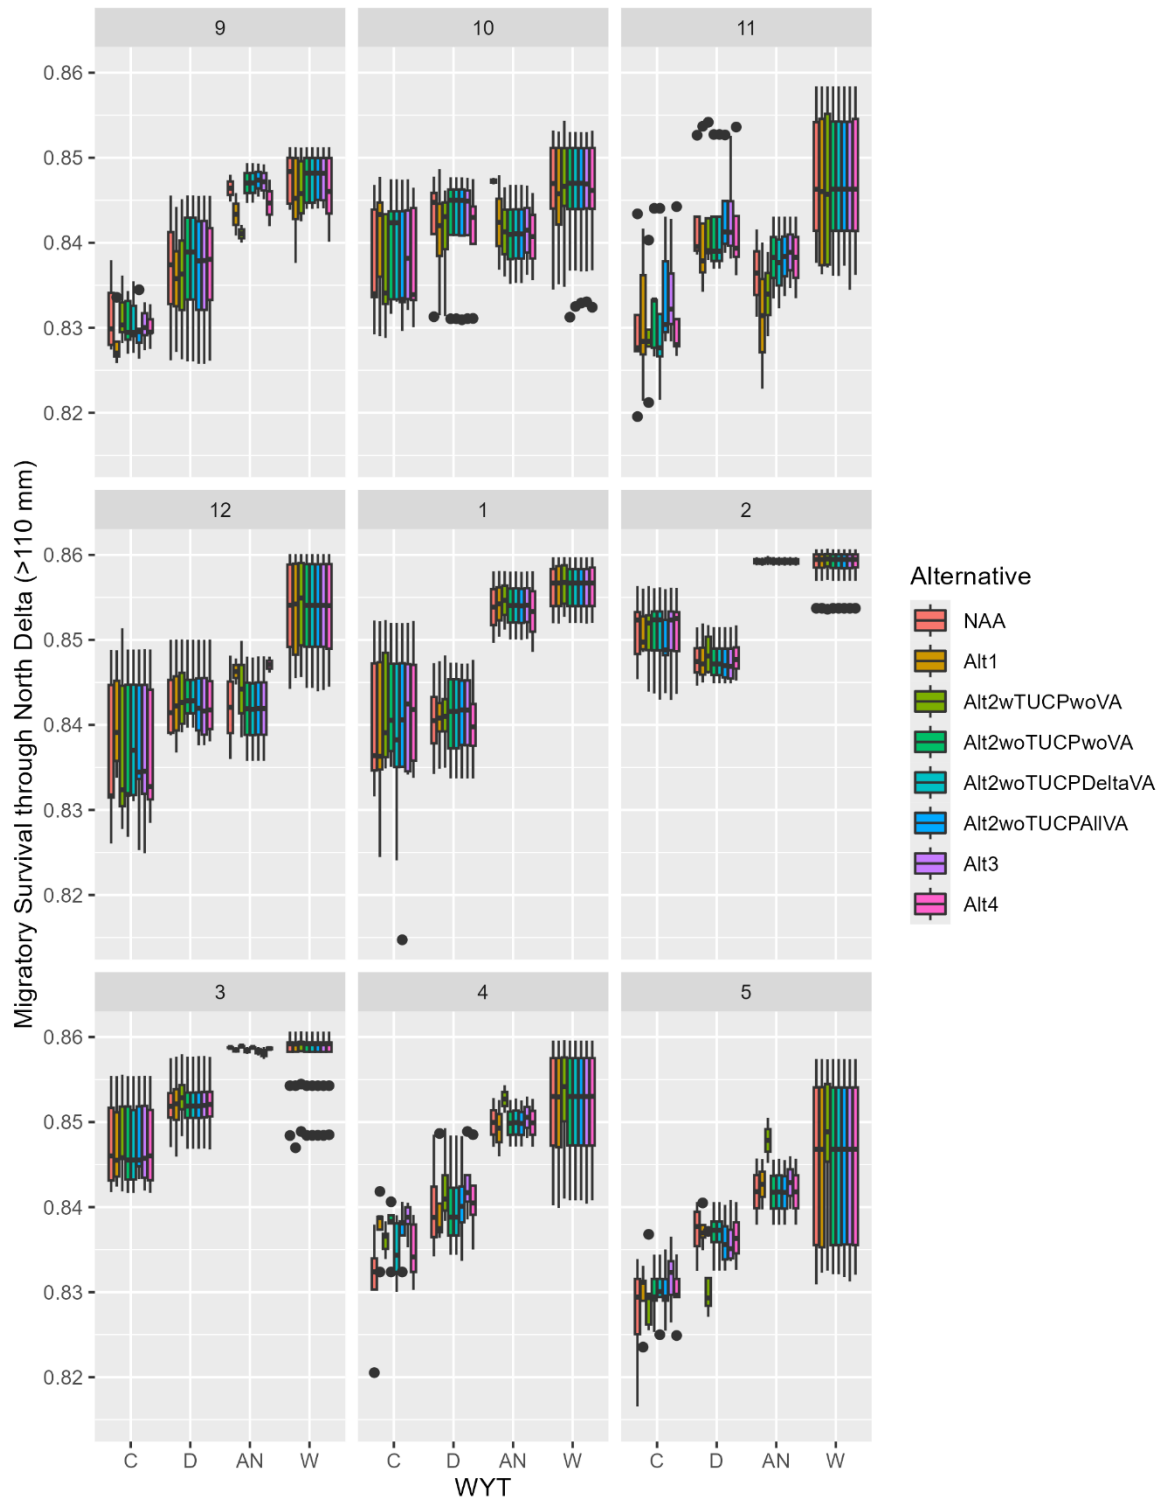 9 10 11
0.86
0.85
0.84
0.83
0.82
12 1 2
0.86
0.85
0.84
0.83
0.82
3 4 5
0.86
0.85
0.84
0.83
0.82
C D AN W C D AN W C D AN W
WYT
Migratory Survival through North Delta (>110 mm)
Alternative
NAA
Alt1
Alt2wTUCPwoVA
Alt2woTUCPwoVA
Alt2woTUCPDeltaVA
Alt2woTUCPAllVA
Alt3
Alt4